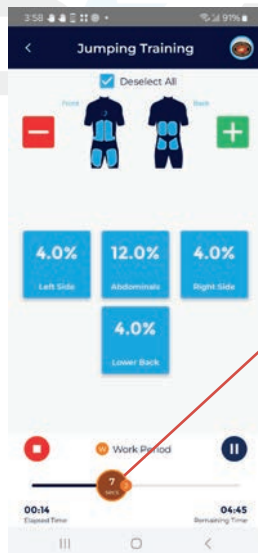 3:58 91%
Jumping Training
Deselect All
Front Back
4.0% 12.0% 4.0%
Left Side Abdominals Right Side
4.0%
Lower Back
W Work Period
7
SECS
00:14 04:45
Elapsed Time Remaining Time